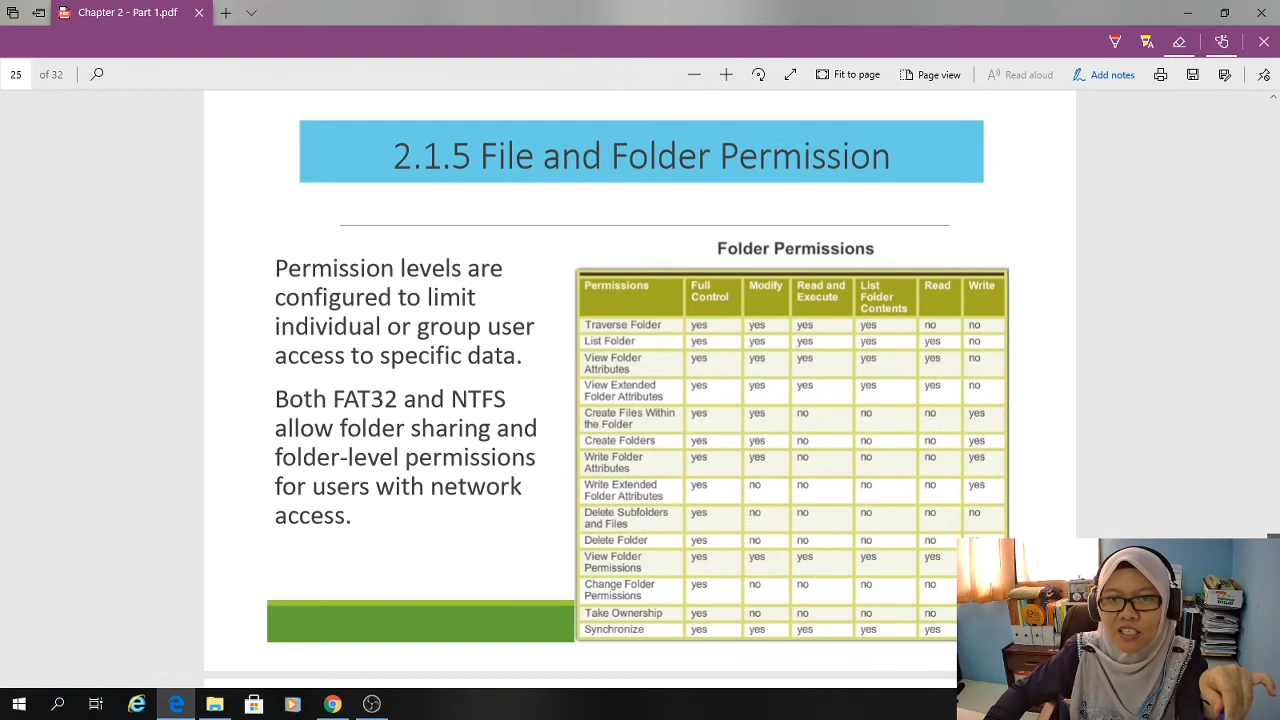 Chapter 2 - Part 1.pdf
25 of 32
Fit to page
Page view
Read aloud
Add notes
2.1.5 File and Folder Permission
Permission levels are
configured to limit
individual or group user
access to specific data.
Both FAT32 and NTFS
allow folder sharing and
folder-level permissions
for users with network
access.
Folder Permissions
Permissions Full Control Modify Read and Execute List Folder Contents Read Write
Traverse Folder yes yes yes yes no no
List Folder yes yes yes yes yes no
View Folder Attributes yes yes yes yes yes no
View Extended Folder Attributes yes yes yes yes yes no
Create Files Within the Folder yes yes no no no yes
Create Folders yes yes no no no yes
Write Folder Attributes yes yes no no no yes
Write Extended Folder Attributes yes no no no no yes
Delete Subfolders and Files yes no no no no no
Delete Folder yes no no no no
View Folder Permissions yes yes yes yes yes
Change Folder Permissions yes no no no no
Take Ownership yes no no no no
Synchronize yes yes yes yes yes